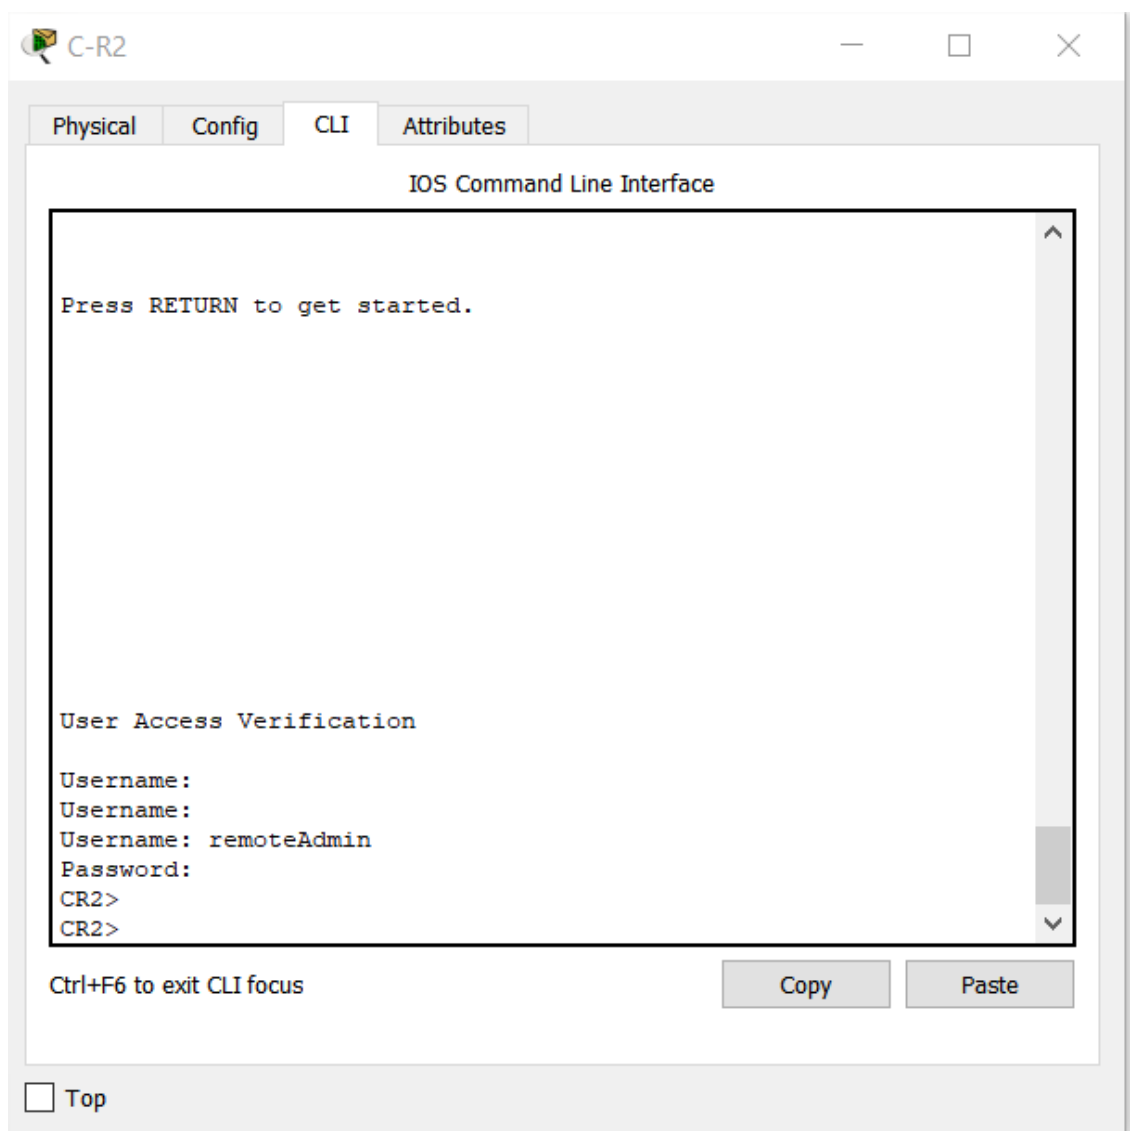 C-R2
Physical Config CLI Attributes
IOS Command Line Interface
Press RETURN to get started.
User Access Verification
Username:
Username:
Username: remoteAdmin
Password:
CR2>
CR2>
Ctrl+F6 to exit CLI focus
Copy Paste
Top